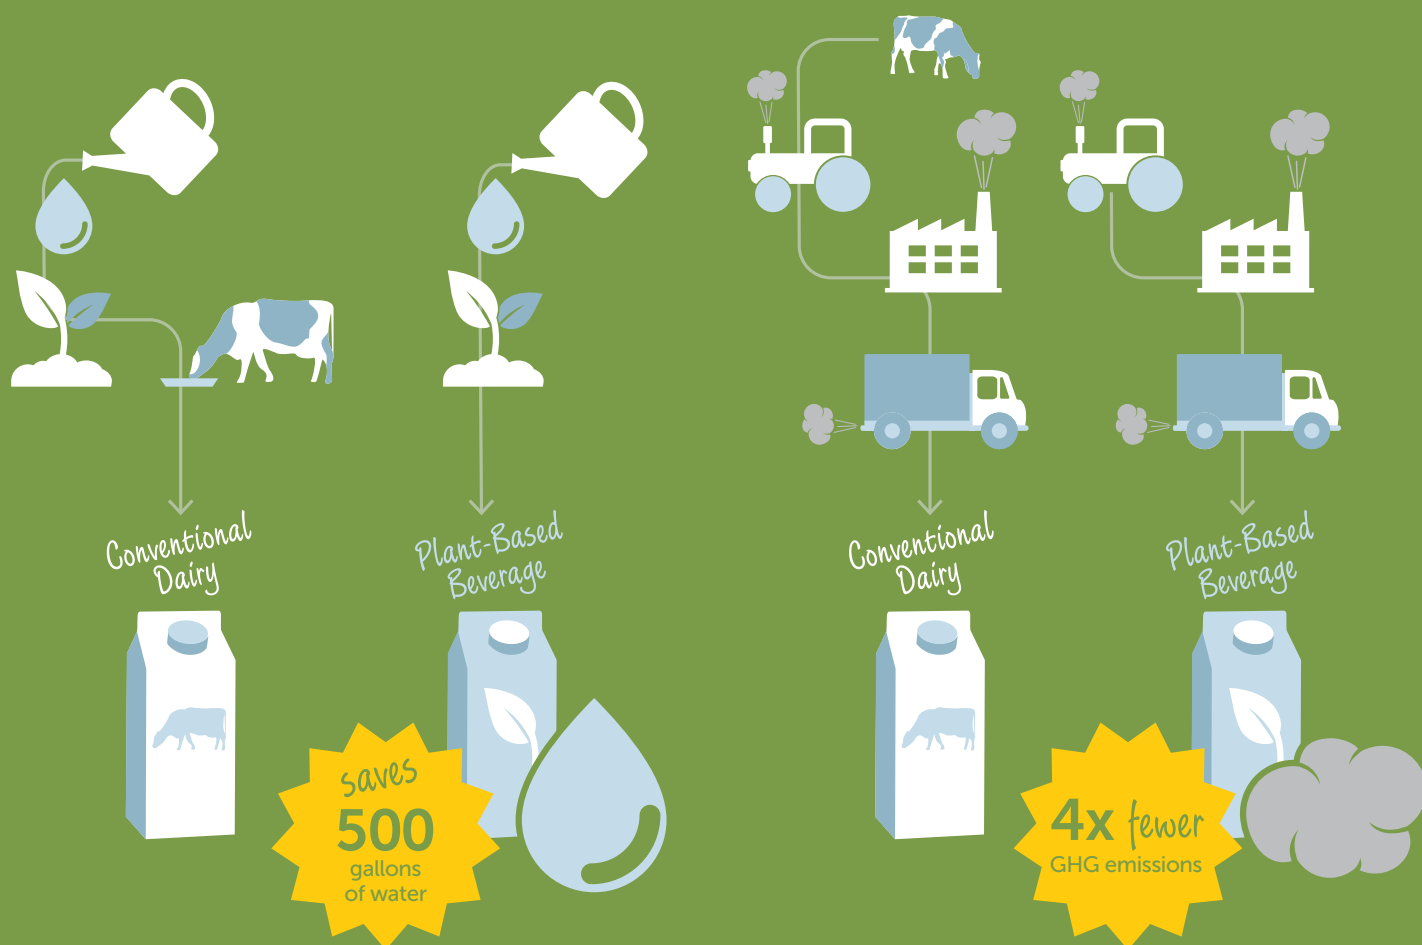 Conventional
Dairy
Plant-Based
Beverage
saves
500
gallons
of water
Conventional
Dairy
Plant-Based
Beverage
4x fewer
GHG emissions